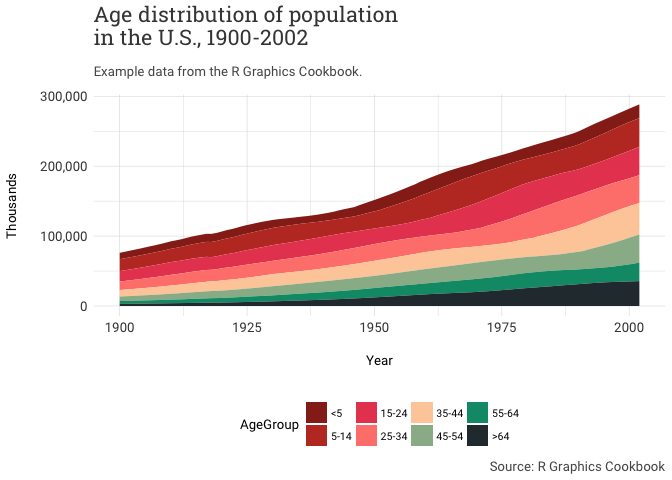 Age distribution of population
in the U.S., 1900-2002
Example data from the R Graphics Cookbook.
300,000
200,000
100,000
0
Thousands
1900 1925 1950 1975 2000
Year
AgeGroup
<5 15-24 35-44 55-64
5-14 25-34 45-54 >64
Source: R Graphics Cookbook